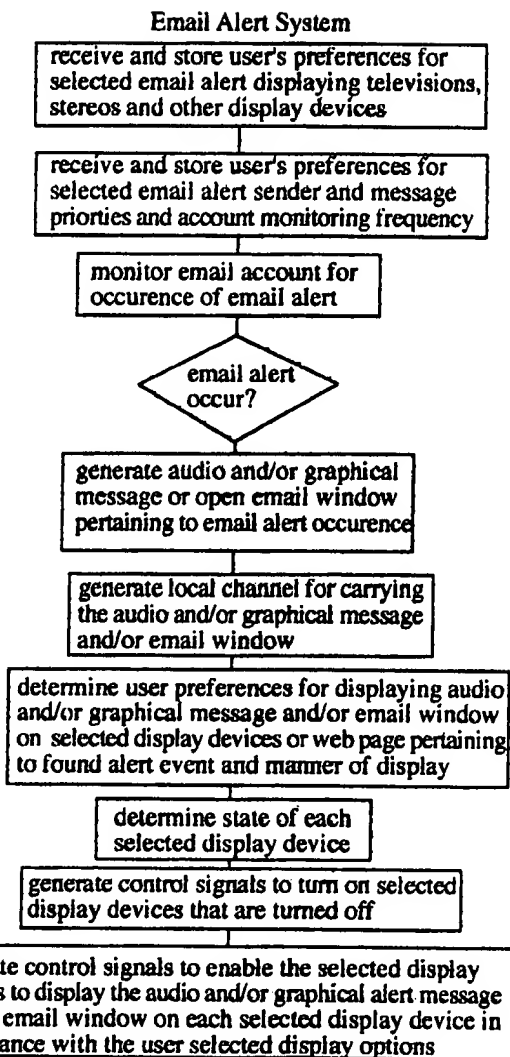 Email Alert System
receive and store user's preferences for
selected email alert displaying televisions,
stereos and other display devices
receive and store user's preferences for
selected email alert sender and message
priorties and account monitoring frequency
monitor email account for
occurence of email alert
email alert
occur?
generate audio and/or graphical
message or open email window
pertaining to email alert occurence
generate local channel for carrying
the audio and/or graphical message
and/or email window
determine user preferences for displaying audio
and/or graphical message and/or email window
on selected display devices or web page pertaining
to found alert event and manner of display
determine state of each
selected display device
generate control signals to turn on selected
display devices that are turned off
control signals to enable the selected display
to display the audio and/or graphical alert message
email window on each selected display device in
with the user selected display options